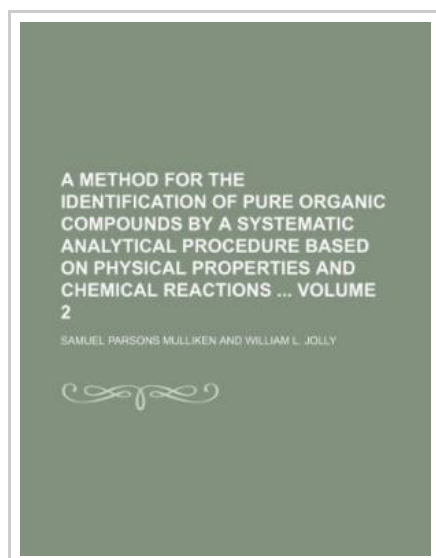 A METHOD FOR THE
IDENTIFICATION OF PURE ORGANIC
COMPOUNDS BY A SYSTEMATIC
ANALYTICAL PROCEDURE BASED
ON PHYSICAL PROPERTIES AND
CHEMICAL REACTIONS ... VOLUME
2
SAMUEL PARSONS MULLIKEN AND WILLIAM L. JOLLY